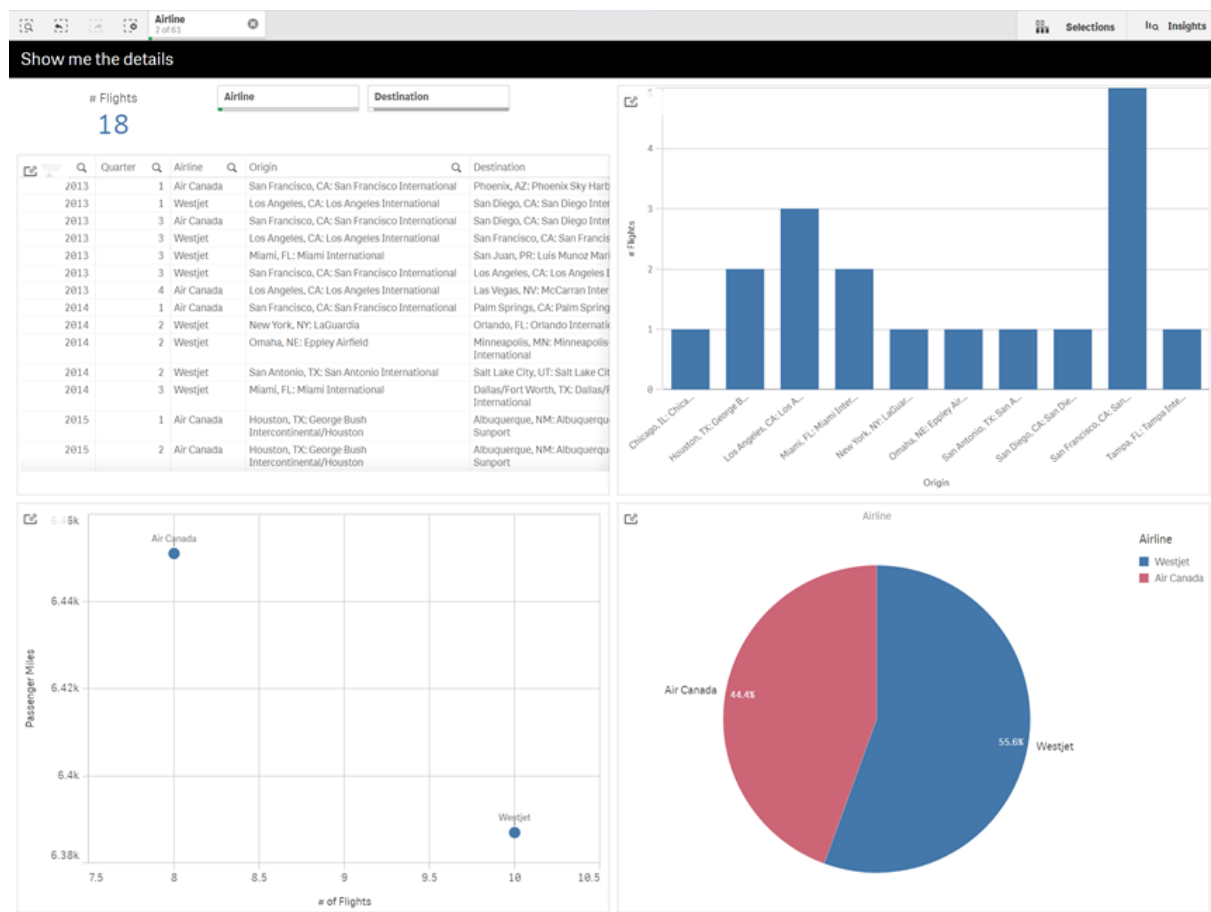 Airline
2 of 61
Selections
Insights
Show me the details
# Flights
18
Airline
Destination
Year Quarter Airline Origin Destination
2013 1 Air Canada San Francisco, CA: San Francisco International Phoenix, AZ: Phoenix Sky Harb
2013 1 Westjet Los Angeles, CA: Los Angeles International San Diego, CA: San Diego Inter
2013 3 Air Canada San Francisco, CA: San Francisco International San Diego, CA: San Diego Inter
2013 3 Westjet Los Angeles, CA: Los Angeles International San Francisco, CA: San Francis
2013 3 Westjet Miami, FL: Miami International San Juan, PR: Luis Munoz Mari
2013 3 Westjet San Francisco, CA: San Francisco International Los Angeles, CA: Los Angeles I
2013 4 Air Canada Los Angeles, CA: Los Angeles International Las Vegas, NV: McCarran Inter
2014 1 Air Canada San Francisco, CA: San Francisco International Palm Springs, CA: Palm Spring
2014 2 Westjet New York, NY: LaGuardia Orlando, FL: Orlando Internati
2014 2 Westjet Omaha, NE: Eppley Airfield Minneapolis, MN: Minneapolis-
International
2014 2 Westjet San Antonio, TX: San Antonio International Salt Lake City, UT: Salt Lake Cit
2014 3 Westjet Miami, FL: Miami International Dallas/Fort Worth, TX: Dallas/F
International
2015 1 Air Canada Houston, TX: George Bush Albuquerque, NM: Albuquerqu
Intercontinental/Houston Sunport
2015 2 Air Canada Houston, TX: George Bush Albuquerque, NM: Albuquerqu
Intercontinental/Houston Sunport
# Flights
5
4
3
2
1
0
Chicago, IL: Chica...
Houston, TX: George B...
Los Angeles, CA: Los A...
Miami, FL: Miami Inter...
New York, NY: LaGuar...
Omaha, NE: Eppley Air...
San Antonio, TX: San A...
San Diego, CA: San Die...
San Francisco, CA: San...
Tampa, FL: Tampa Inte...
Origin
Passenger Miles
6.46k
6.44k
6.42k
6.4k
6.38k
Air Canada
Westjet
7.5 8 8.5 9 9.5 10 10.5
# of Flights
Airline
Airline
Westjet
Air Canada
Air Canada
44.4%
55.6%
Westjet